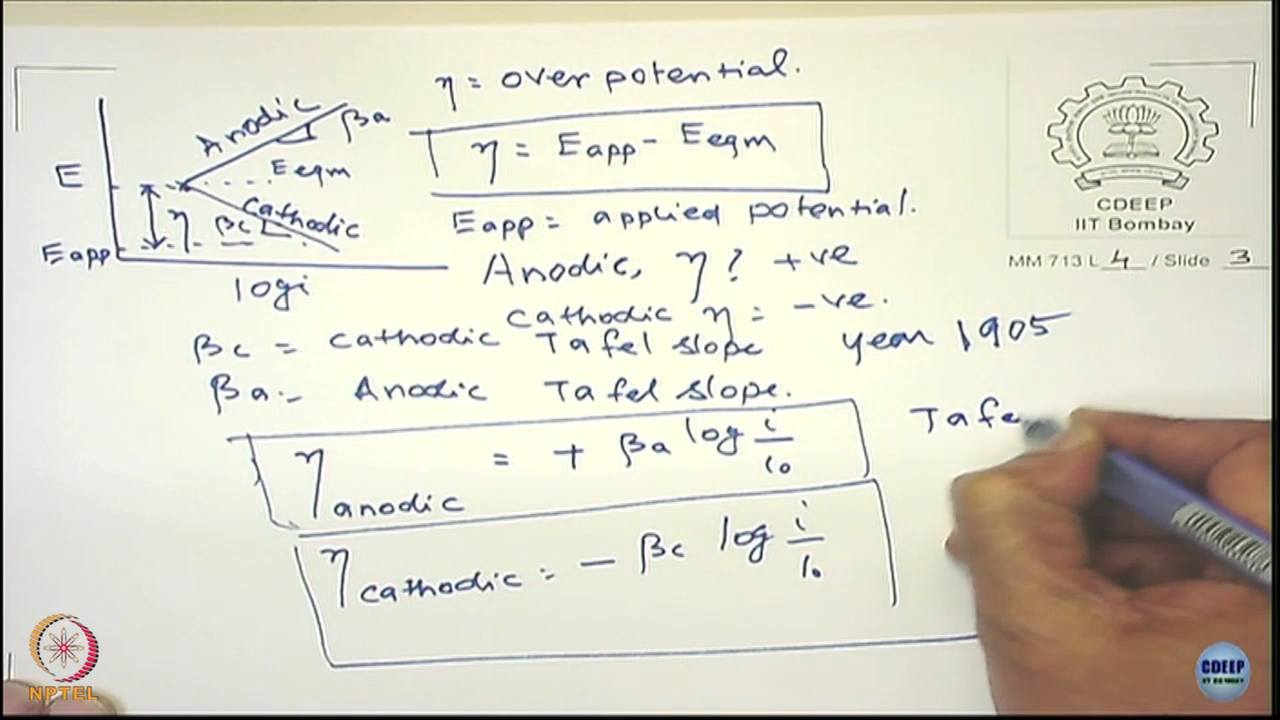 η = over potential.
Anodic βa
η = Eapp - Eeqm
E
Eeqm
η βc cathodic
Eapp
Eapp = applied potential.
log i
Anodic, η? +ve
cathodic η = -ve.
βc = cathodic Tafel slope
year 1905
βa:- Anodic Tafel slope.
η anodic = + βa log i/i₀
Tafe
η cathodic = - βc log i/i₀
CDEEP
IIT Bombay
MM 713 L 4 / Slide 3
NPTEL
CDEEP
IIT BOMBAY